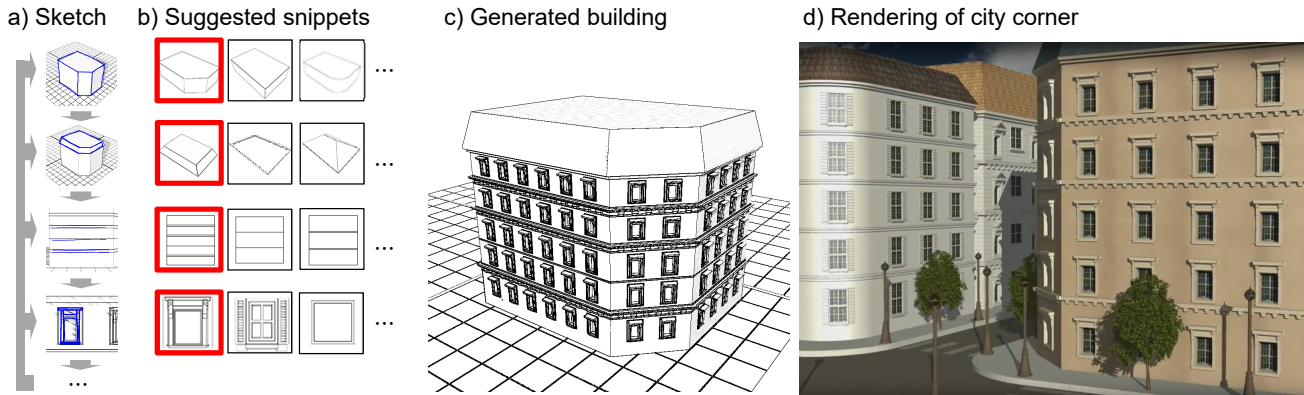 a) Sketch
b) Suggested snippets
c) Generated building
d) Rendering of city corner
...
...
...
...
...